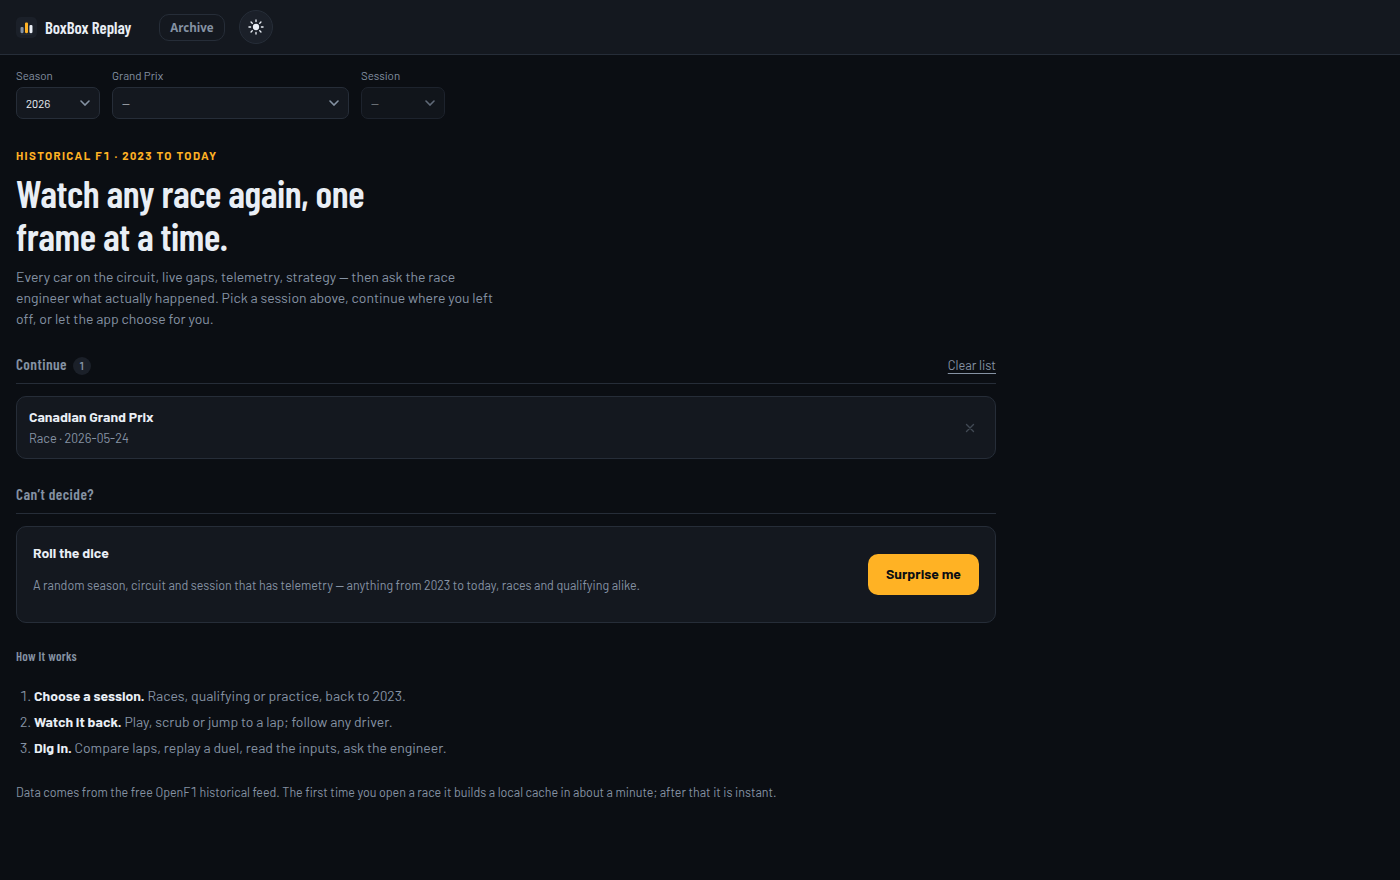 BoxBox Replay
Archive
Season
Grand Prix
Session
2026
—
—
HISTORICAL F1 · 2023 TO TODAY
Watch any race again, one
frame at a time.
Every car on the circuit, live gaps, telemetry, strategy — then ask the race
engineer what actually happened. Pick a session above, continue where you left
off, or let the app choose for you.
Continue 1
Clear list
Canadian Grand Prix
Race · 2026-05-24
Can't decide?
Roll the dice
A random season, circuit and session that has telemetry — anything from 2023 to today, races and qualifying alike.
Surprise me
How it works
1. Choose a session. Races, qualifying or practice, back to 2023.
2. Watch it back. Play, scrub or jump to a lap; follow any driver.
3. Dig in. Compare laps, replay a duel, read the inputs, ask the engineer.
Data comes from the free OpenF1 historical feed. The first time you open a race it builds a local cache in about a minute; after that it is instant.